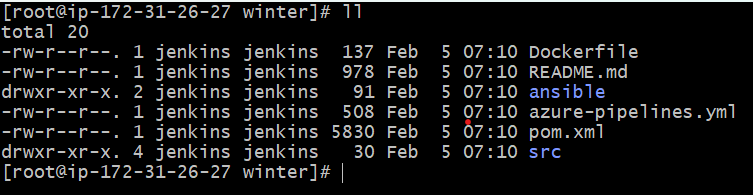 [root@ip-172-31-26-27 winter]# ll
total 20
-rw-r--r--. 1 jenkins jenkins  137 Feb  5 07:10 Dockerfile
-rw-r--r--. 1 jenkins jenkins  978 Feb  5 07:10 README.md
drwxr-xr-x. 2 jenkins jenkins   91 Feb  5 07:10 ansible
-rw-r--r--. 1 jenkins jenkins  508 Feb  5 07:10 azure-pipelines.yml
-rw-r--r--. 1 jenkins jenkins 5830 Feb  5 07:10 pom.xml
drwxr-xr-x. 4 jenkins jenkins   30 Feb  5 07:10 src
[root@ip-172-31-26-27 winter]#